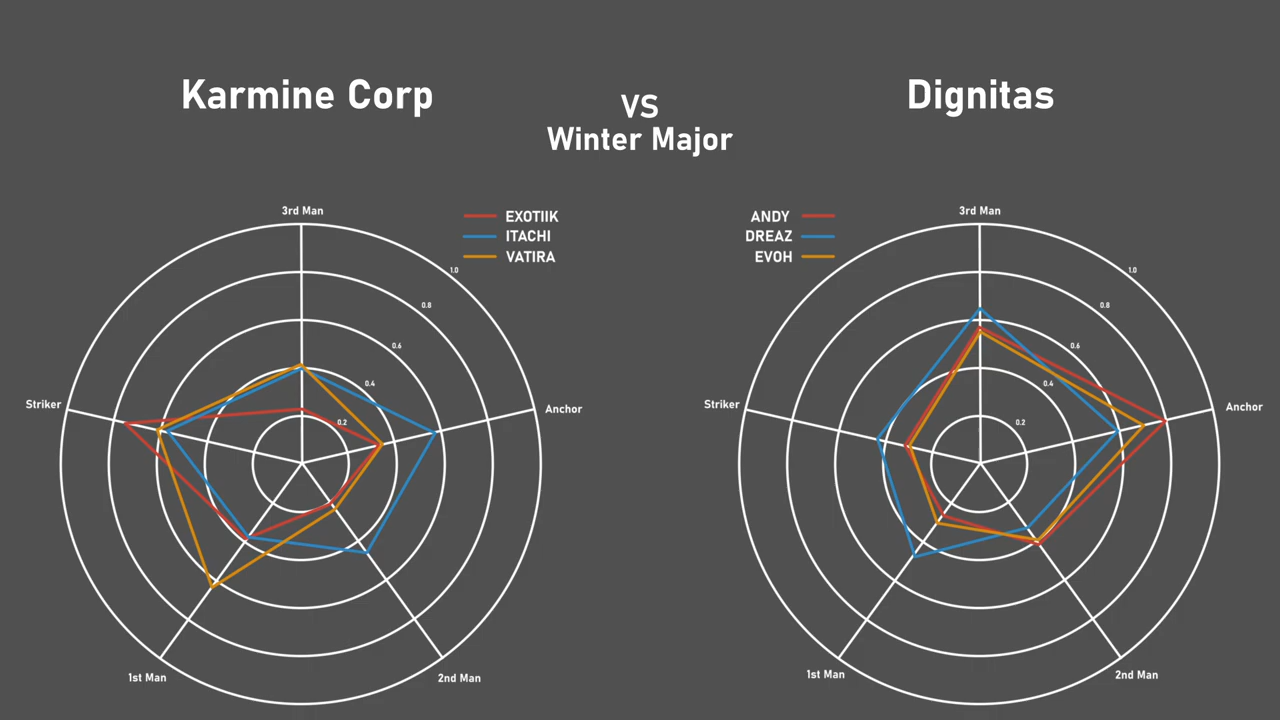 Karmine Corp
VS
Winter Major
Dignitas
EXOTIIK
ITACHI
VATIRA
3rd Man
1.0
0.8
0.6
0.4
0.2
Striker
Anchor
1st Man
2nd Man
ANDY
DREAZ
EVOH
3rd Man
1.0
0.8
0.6
0.4
0.2
Striker
Anchor
1st Man
2nd Man